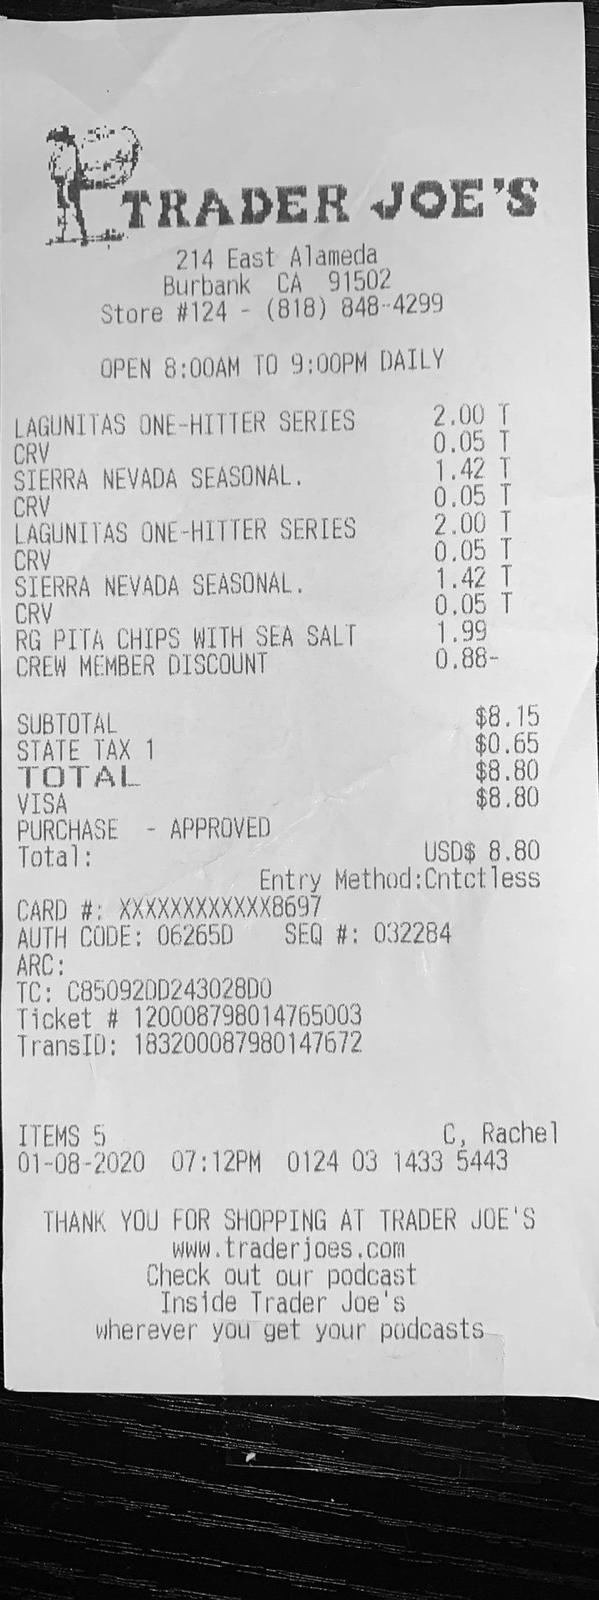 TRADER JOE'S
214 East Alameda
Burbank CA 91502
Store #124 - (818) 848-4299
OPEN 8:00AM TO 9:00PM DAILY
LAGUNITAS ONE-HITTER SERIES 2.00 T
CRV 0.05 T
SIERRA NEVADA SEASONAL. 1.42 T
CRV 0.05 T
LAGUNITAS ONE-HITTER SERIES 2.00 T
CRV 0.05 T
SIERRA NEVADA SEASONAL. 1.42 T
CRV 0.05 T
RG PITA CHIPS WITH SEA SALT 1.99
CREW MEMBER DISCOUNT 0.88-
SUBTOTAL $8.15
STATE TAX 1 $0.65
TOTAL $8.80
VISA $8.80
PURCHASE - APPROVED
Total: USD$ 8.80
Entry Method:Cntctless
CARD #: XXXXXXXXXXXX8697
AUTH CODE: 06265D SEQ #: 032284
ARC:
TC: C85092DD243028D0
Ticket # 120008798014765003
TransID: 183200087980147672
ITEMS 5 C, Rachel
01-08-2020 07:12PM 0124 03 1433 5443
THANK YOU FOR SHOPPING AT TRADER JOE'S
www.traderjoes.com
Check out our podcast
Inside Trader Joe's
wherever you get your podcasts